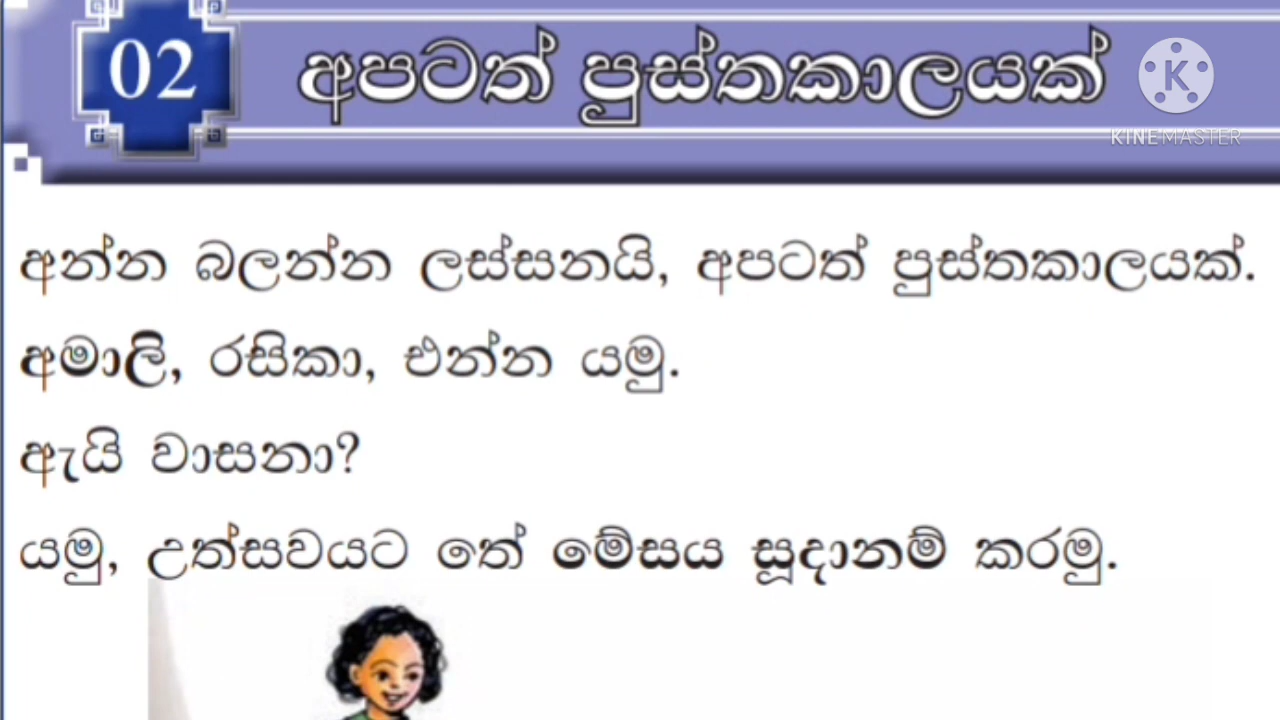 02
අපටත් පුස්තකාලයක්
KINEMASTER
අන්න බලන්න ලස්සනයි, අපටත් පුස්තකාලයක්.
අමාලි, රසිකා, එන්න යමු.
ඇයි වාසනා?
යමු, උත්සවයට තේ මේසය සූදානම් කරමු.